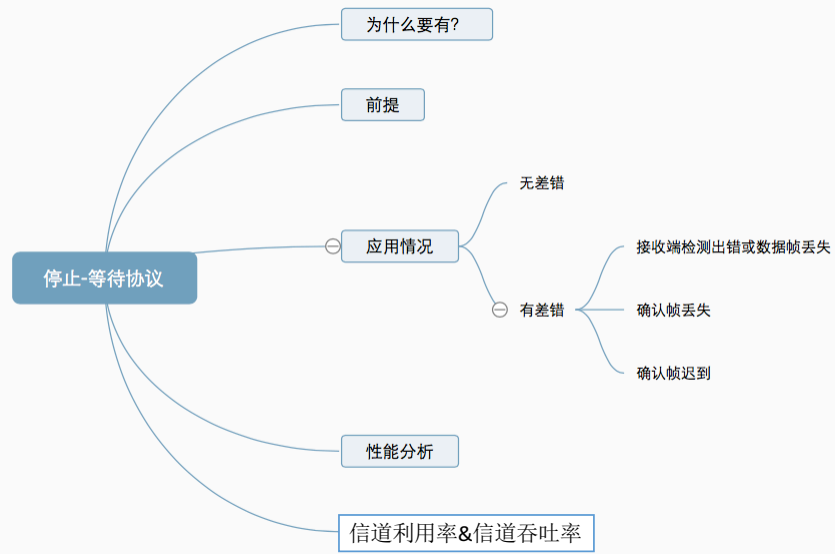 为什么要有?
前提
无差错
应用情况
接收端检测出错或数据帧丢失
停止-等待协议
有差错
确认帧丢失
确认帧迟到
性能分析
信道利用率&信道吞吐率